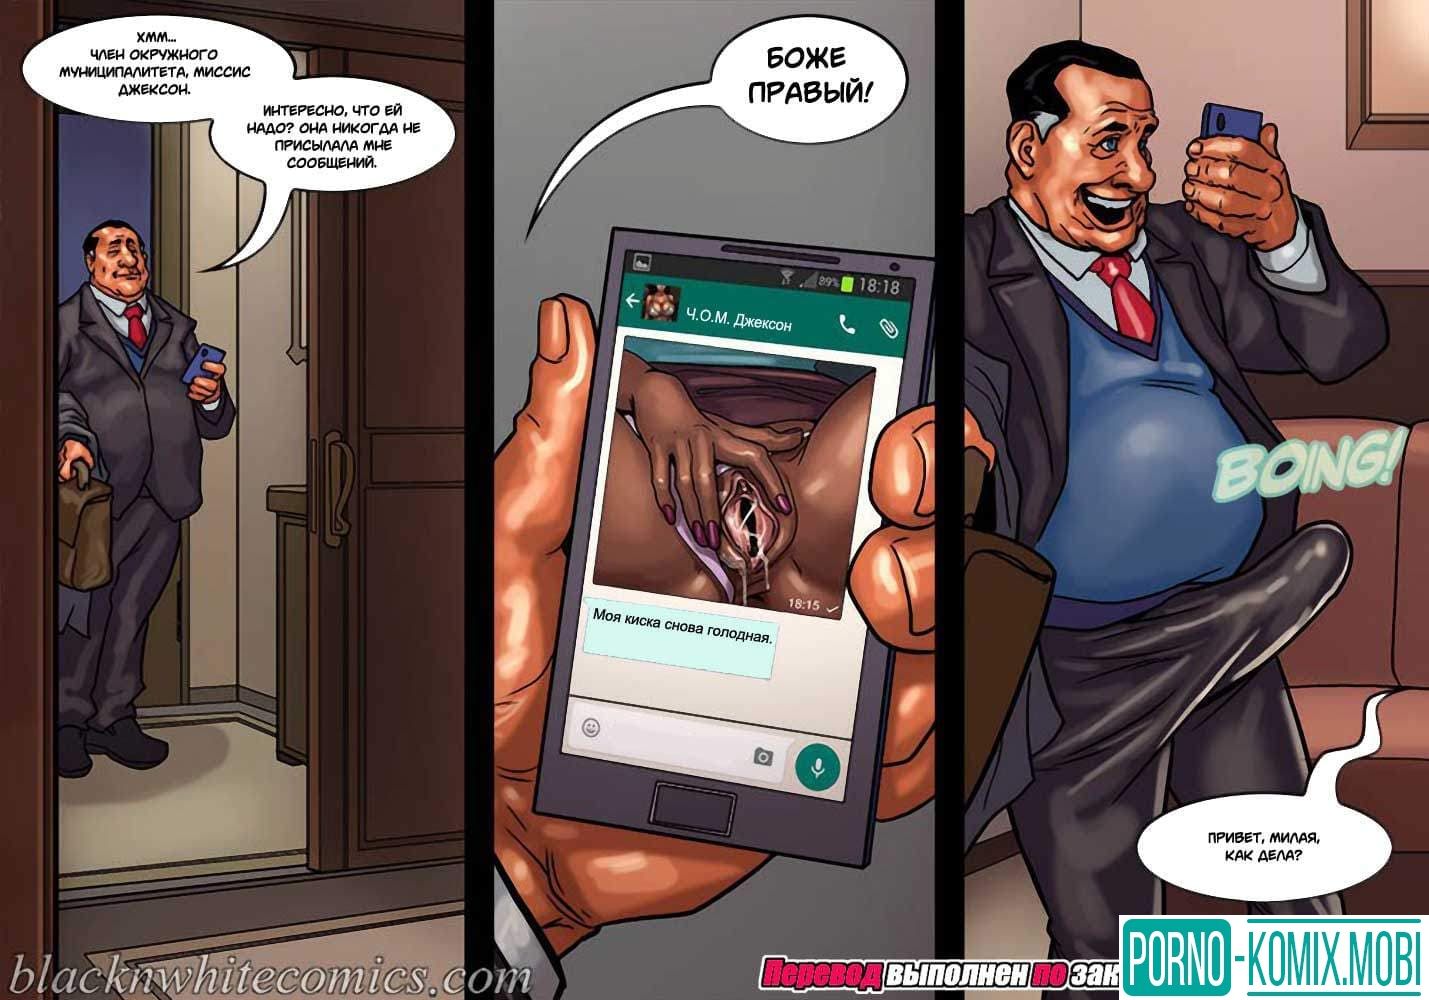 ХММ...
ЧЛЕН ОКРУЖНОГО
МУНИЦИПАЛИТЕТА, МИССИС
ДЖЕКСОН.
ИНТЕРЕСНО, ЧТО ЕЙ
НАДО? ОНА НИКОГДА НЕ
ПРИСЫЛАЛА МНЕ
СООБЩЕНИЙ.
БОЖЕ
ПРАВЫЙ!
89% 18:18
Ч.О.М. Джексон
18:15
Моя киска снова голодная.
BOING!
ПРИВЕТ, МИЛАЯ,
КАК ДЕЛА?
blacknwhitecomics.com
Перевод выполнен по зак
PORNO-KOMIX.MOBI